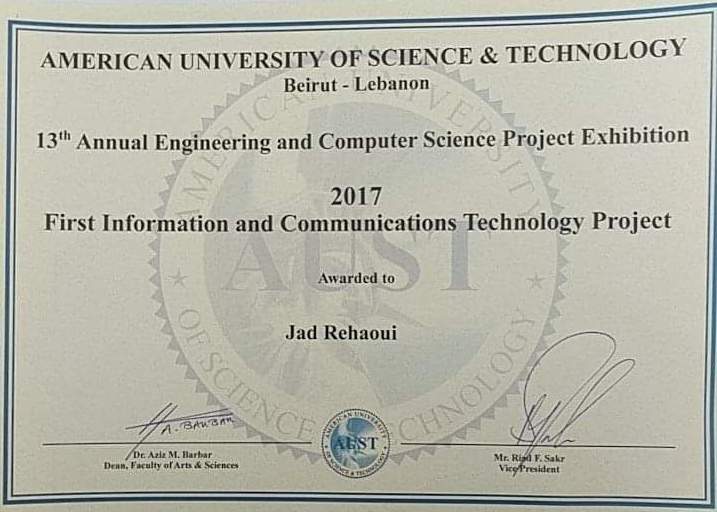 AMERICAN UNIVERSITY OF SCIENCE & TECHNOLOGY
Beirut - Lebanon
13th Annual Engineering and Computer Science Project Exhibition
2017
First Information and Communications Technology Project
AUST
AMERICAN UNIVERSITY
OF SCIENCE & TECHNOLOGY
Awarded to
Jad Rehaoui
A. BARBAR
Dr. Aziz M. Barbar
Dean, Faculty of Arts & Sciences
AMERICAN UNIVERSITY
AUST
OF SCIENCE & TECHNOLOGY
Mr. Riad F. Sakr
Vice President